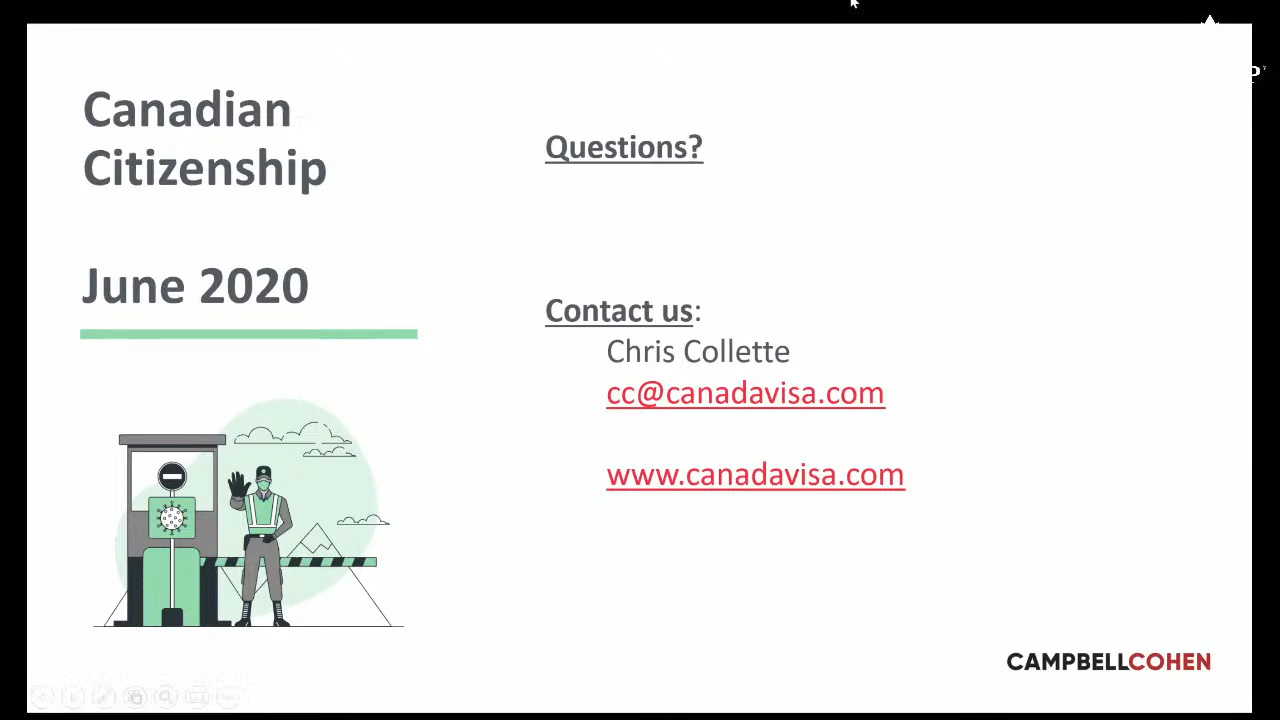 Canadian
Citizenship
June 2020
Questions?
Contact us:
Chris Collette
cc@canadavisa.com
www.canadavisa.com
CAMPBELLCOHEN